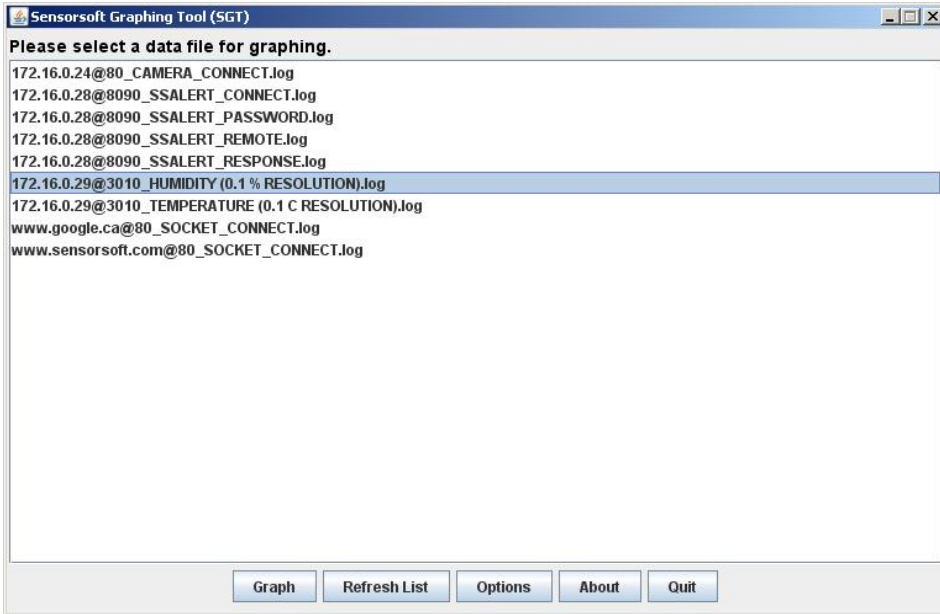 Sensorsoft Graphing Tool (SGT)
Please select a data file for graphing.
172.16.0.24@80_CAMERA_CONNECT.log
172.16.0.28@8090_SSALERT_CONNECT.log
172.16.0.28@8090_SSALERT_PASSWORD.log
172.16.0.28@8090_SSALERT_REMOTE.log
172.16.0.28@8090_SSALERT_RESPONSE.log
172.16.0.29@3010_HUMIDITY (0.1 % RESOLUTION).log
172.16.0.29@3010_TEMPERATURE (0.1 C RESOLUTION).log
www.google.ca@80_SOCKET_CONNECT.log
www.sensorsoft.com@80_SOCKET_CONNECT.log
Graph Refresh List Options About Quit